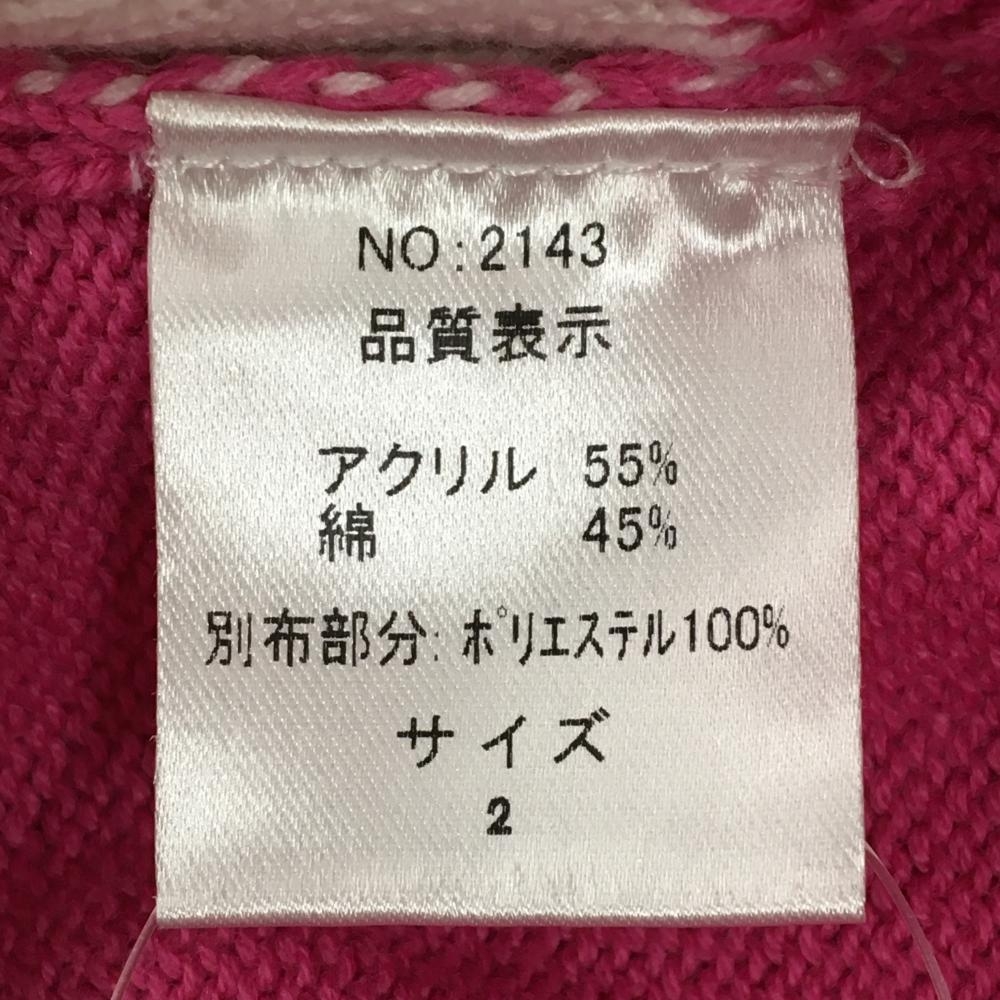 NO:2143
品質表示
アクリル 55%
綿 45%
別布部分:ポリエステル100%
サイズ
2